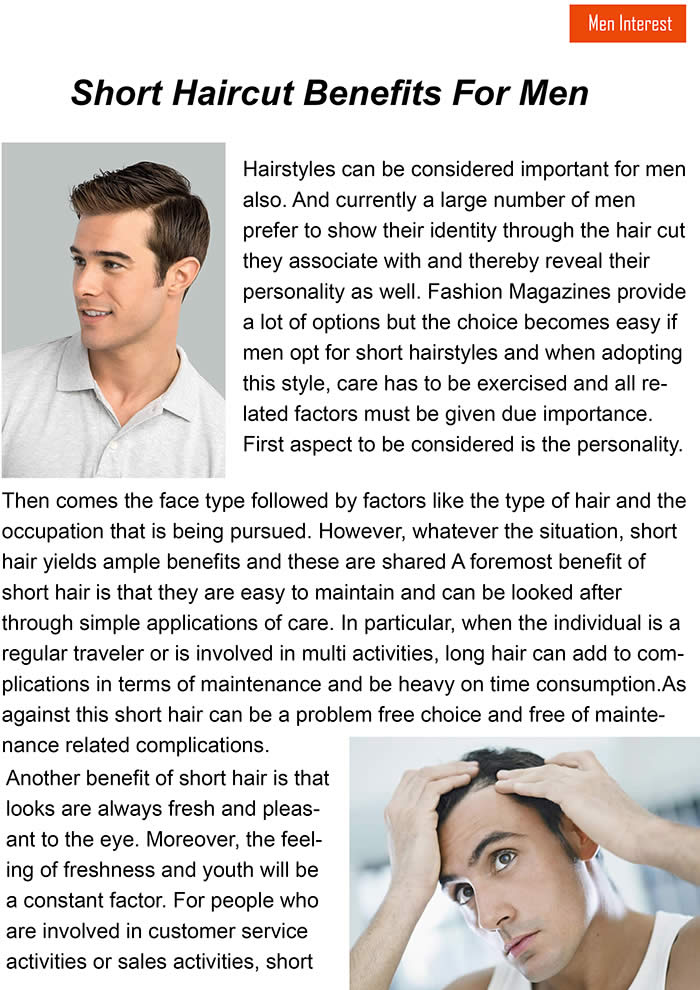 Men Interest
Short Haircut Benefits For Men
Hairstyles can be considered important for men
also. And currently a large number of men
prefer to show their identity through the hair cut
they associate with and thereby reveal their
personality as well. Fashion Magazines provide
a lot of options but the choice becomes easy if
men opt for short hairstyles and when adopting
this style, care has to be exercised and all re-
lated factors must be given due importance.
First aspect to be considered is the personality.
Then comes the face type followed by factors like the type of hair and the
occupation that is being pursued. However, whatever the situation, short
hair yields ample benefits and these are shared A foremost benefit of
short hair is that they are easy to maintain and can be looked after
through simple applications of care. In particular, when the individual is a
regular traveler or is involved in multi activities, long hair can add to com-
plications in terms of maintenance and be heavy on time consumption.As
against this short hair can be a problem free choice and free of mainte-
nance related complications.
Another benefit of short hair is that
looks are always fresh and pleas-
ant to the eye. Moreover, the feel-
ing of freshness and youth will be
a constant factor. For people who
are involved in customer service
activities or sales activities, short